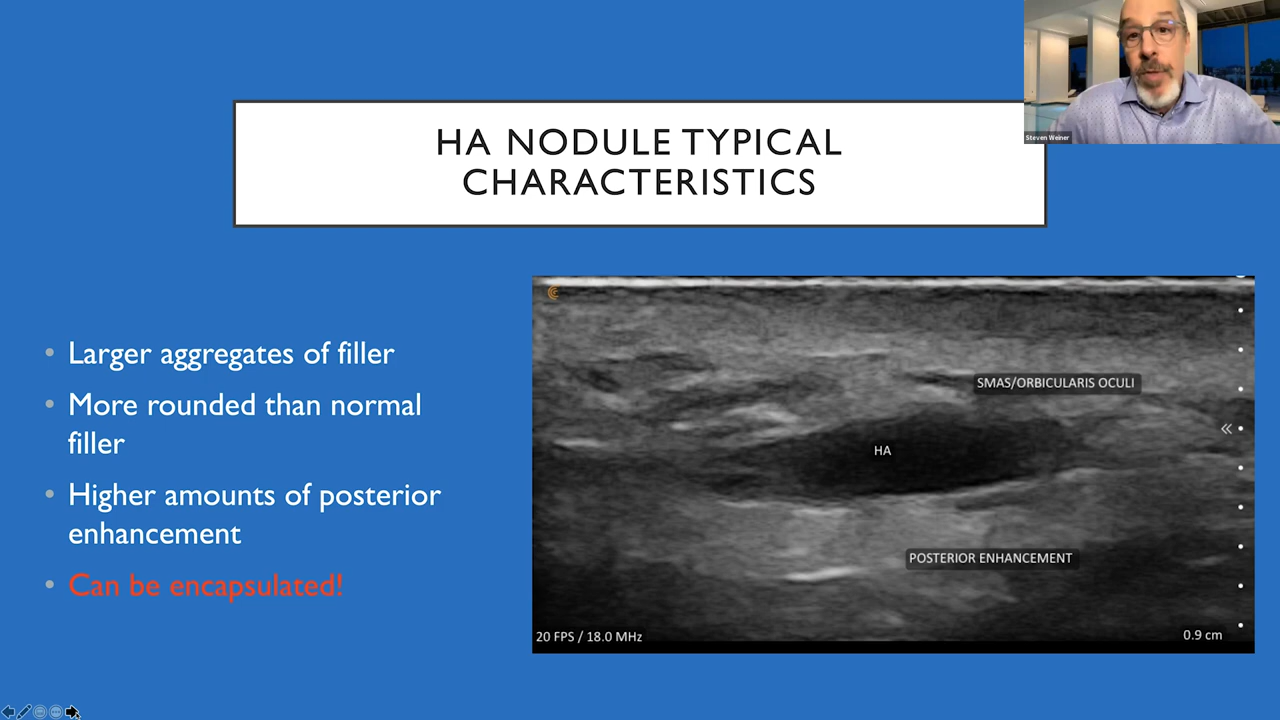 Steven Weiner
HA NODULE TYPICAL
CHARACTERISTICS
• Larger aggregates of filler
• More rounded than normal
filler
• Higher amounts of posterior
enhancement
• Can be encapsulated!
SMAS/ORBICULARIS OCULI
HA
POSTERIOR ENHANCEMENT
20 FPS / 18.0 MHz
0.9 cm